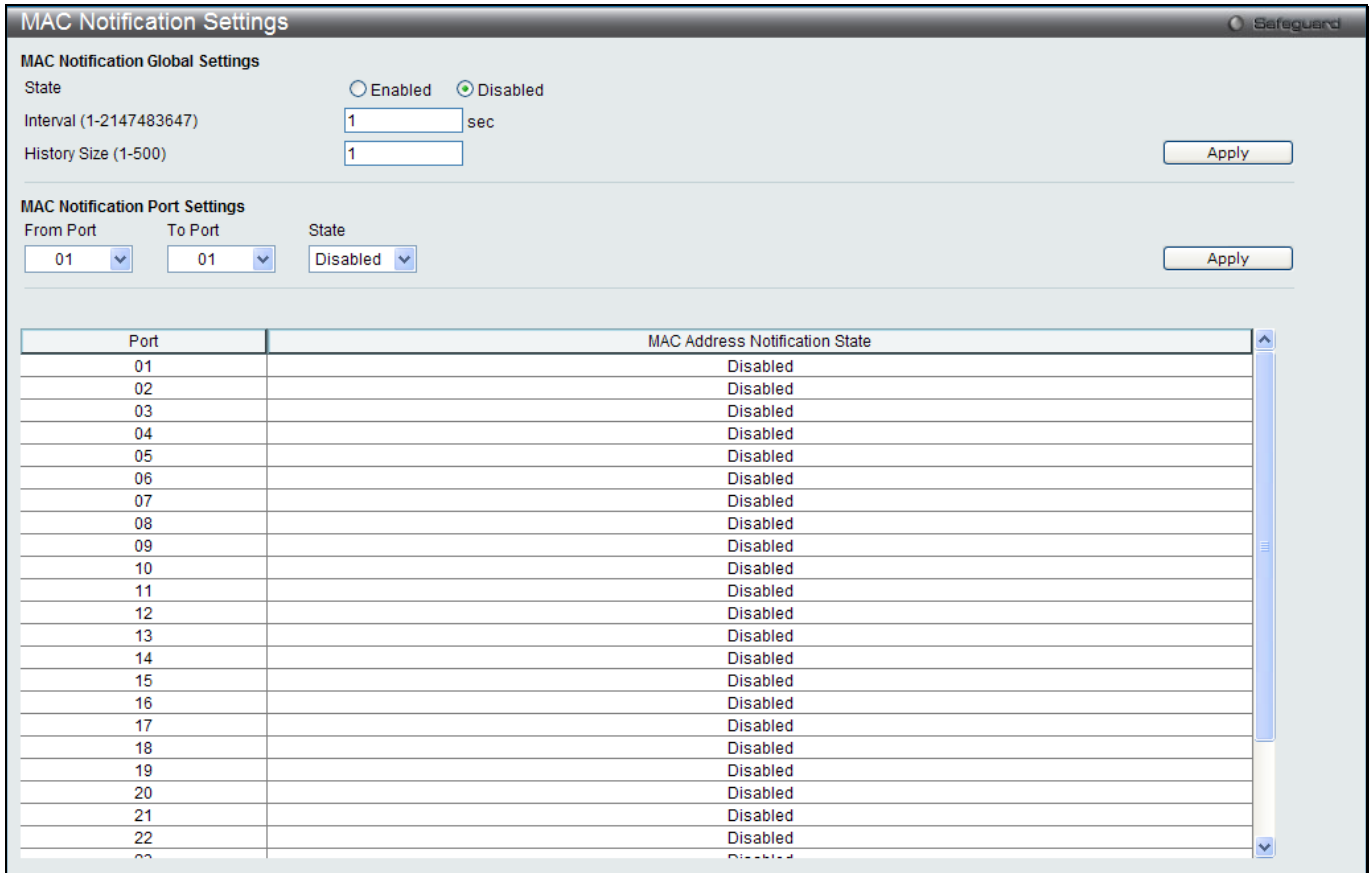 MAC Notification Settings
Safeguard
MAC Notification Global Settings
State Enabled Disabled
Interval (1-2147483647) 1 sec
History Size (1-500) 1 Apply
MAC Notification Port Settings
From Port To Port State
01 01 Disabled Apply
Port MAC Address Notification State
01 Disabled
02 Disabled
03 Disabled
04 Disabled
05 Disabled
06 Disabled
07 Disabled
08 Disabled
09 Disabled
10 Disabled
11 Disabled
12 Disabled
13 Disabled
14 Disabled
15 Disabled
16 Disabled
17 Disabled
18 Disabled
19 Disabled
20 Disabled
21 Disabled
22 Disabled